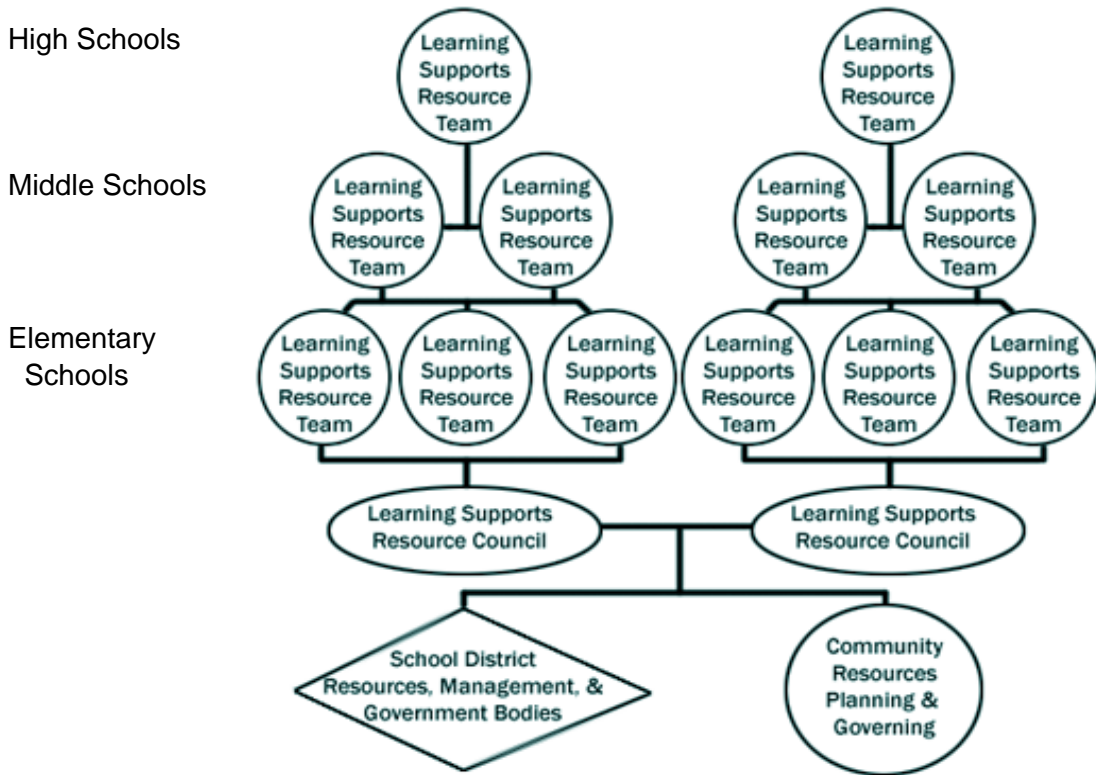 High Schools
Learning
Supports
Resource
Team
Learning
Supports
Resource
Team
Middle Schools
Learning
Supports
Resource
Team
Learning
Supports
Resource
Team
Learning
Supports
Resource
Team
Learning
Supports
Resource
Team
Elementary
Schools
Learning
Supports
Resource
Team
Learning
Supports
Resource
Team
Learning
Supports
Resource
Team
Learning
Supports
Resource
Team
Learning
Supports
Resource
Team
Learning
Supports
Resource
Team
Learning Supports
Resource Council
Learning Supports
Resource Council
School District
Resources, Management, &
Government Bodies
Community
Resources
Planning &
Governing